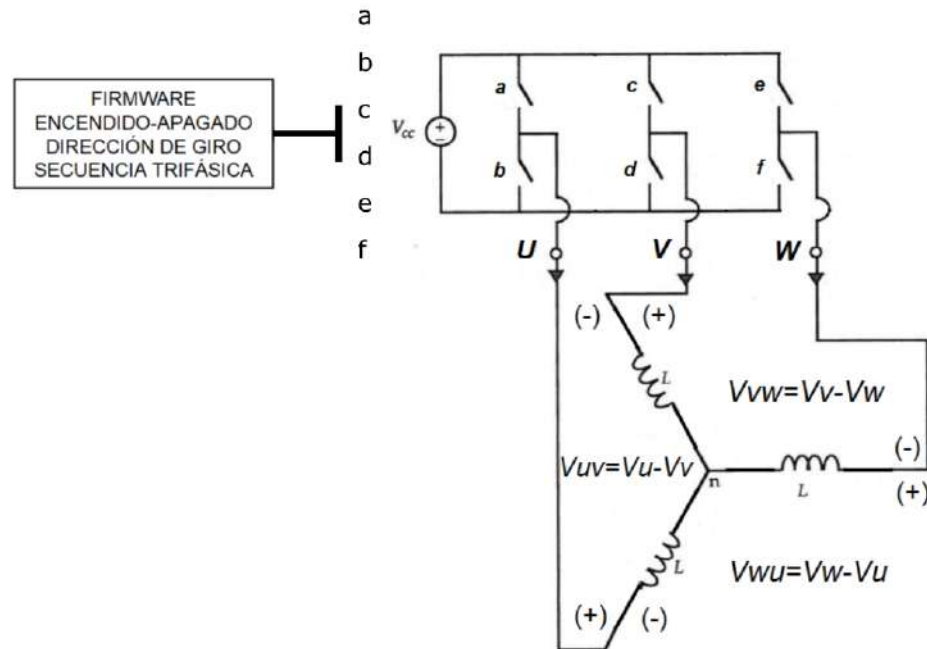 FIRMWARE
ENCENDIDO-APAGADO
DIRECCIÓN DE GIRO
SECUENCIA TRIFÁSICA
a
b
c
d
e
f
Vcc
+
−
a
c
e
b
d
f
U
V
W
(-)
(+)
L
Vvw=Vv-Vw
(-)
Vuv=Vu-Vv
n
L
(+)
L
Vwu=Vw-Vu
(+)
(-)